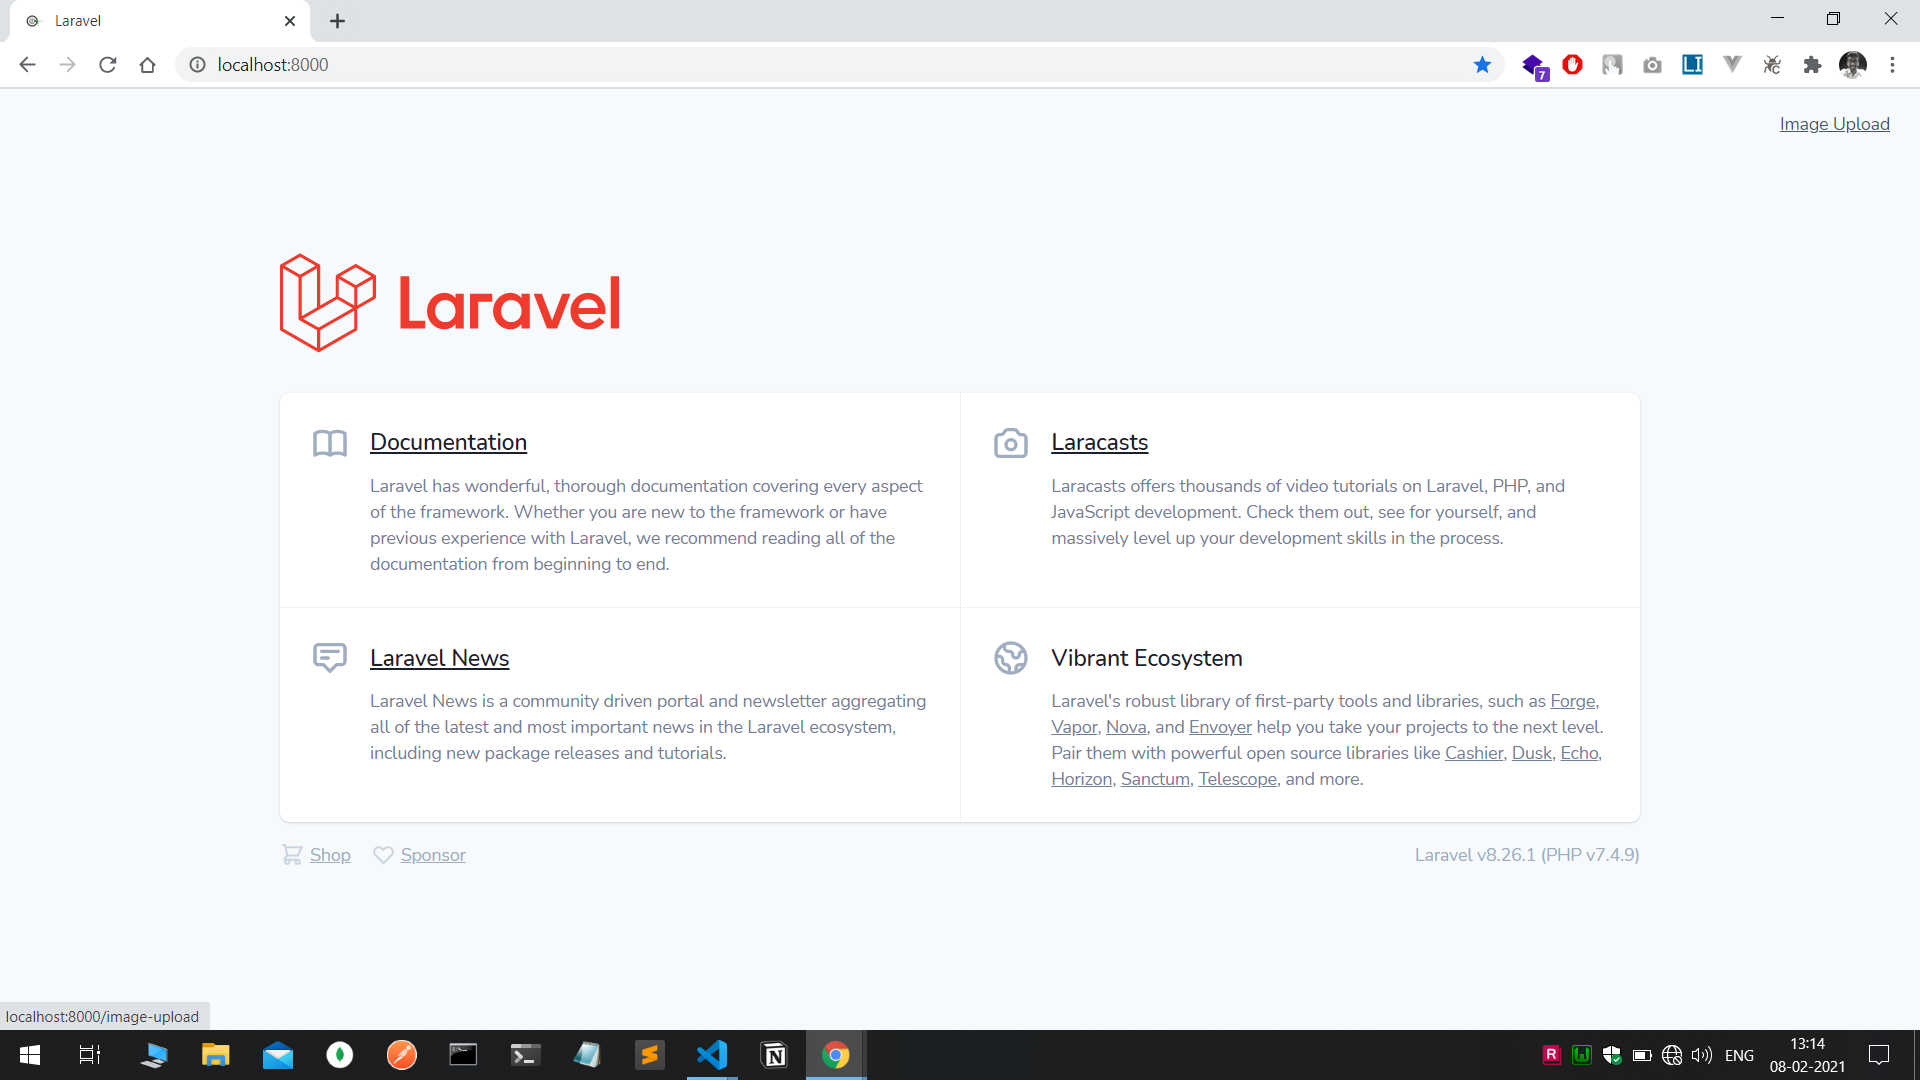 Laravel
localhost:8000
7
LI
Image Upload
Laravel
Documentation
Laravel has wonderful, thorough documentation covering every aspect
of the framework. Whether you are new to the framework or have
previous experience with Laravel, we recommend reading all of the
documentation from beginning to end.
Laracasts
Laracasts offers thousands of video tutorials on Laravel, PHP, and
JavaScript development. Check them out, see for yourself, and
massively level up your development skills in the process.
Laravel News
Laravel News is a community driven portal and newsletter aggregating
all of the latest and most important news in the Laravel ecosystem,
including new package releases and tutorials.
Vibrant Ecosystem
Laravel's robust library of first-party tools and libraries, such as Forge,
Vapor, Nova, and Envoyer help you take your projects to the next level.
Pair them with powerful open source libraries like Cashier, Dusk, Echo,
Horizon, Sanctum, Telescope, and more.
Shop Sponsor
Laravel v8.26.1 (PHP v7.4.9)
localhost:8000/image-upload
ENG
13:14
08-02-2021